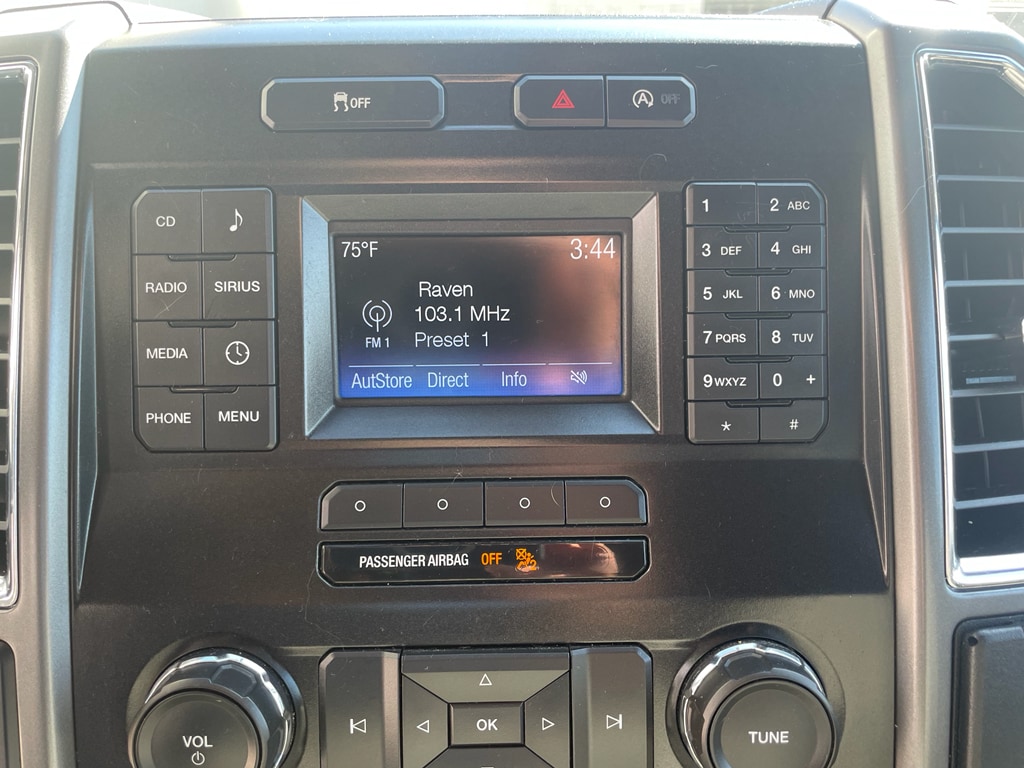 OFF
A OFF
CD
RADIO SIRIUS
MEDIA
PHONE MENU
75°F 3:44
Raven
103.1 MHz
FM 1 Preset 1
AutStore Direct Info
1 2 ABC
3 DEF 4 GHI
5 JKL 6 MNO
7 PQRS 8 TUV
9 WXYZ 0 +
* #
PASSENGER AIRBAG OFF
VOL
OK
TUNE